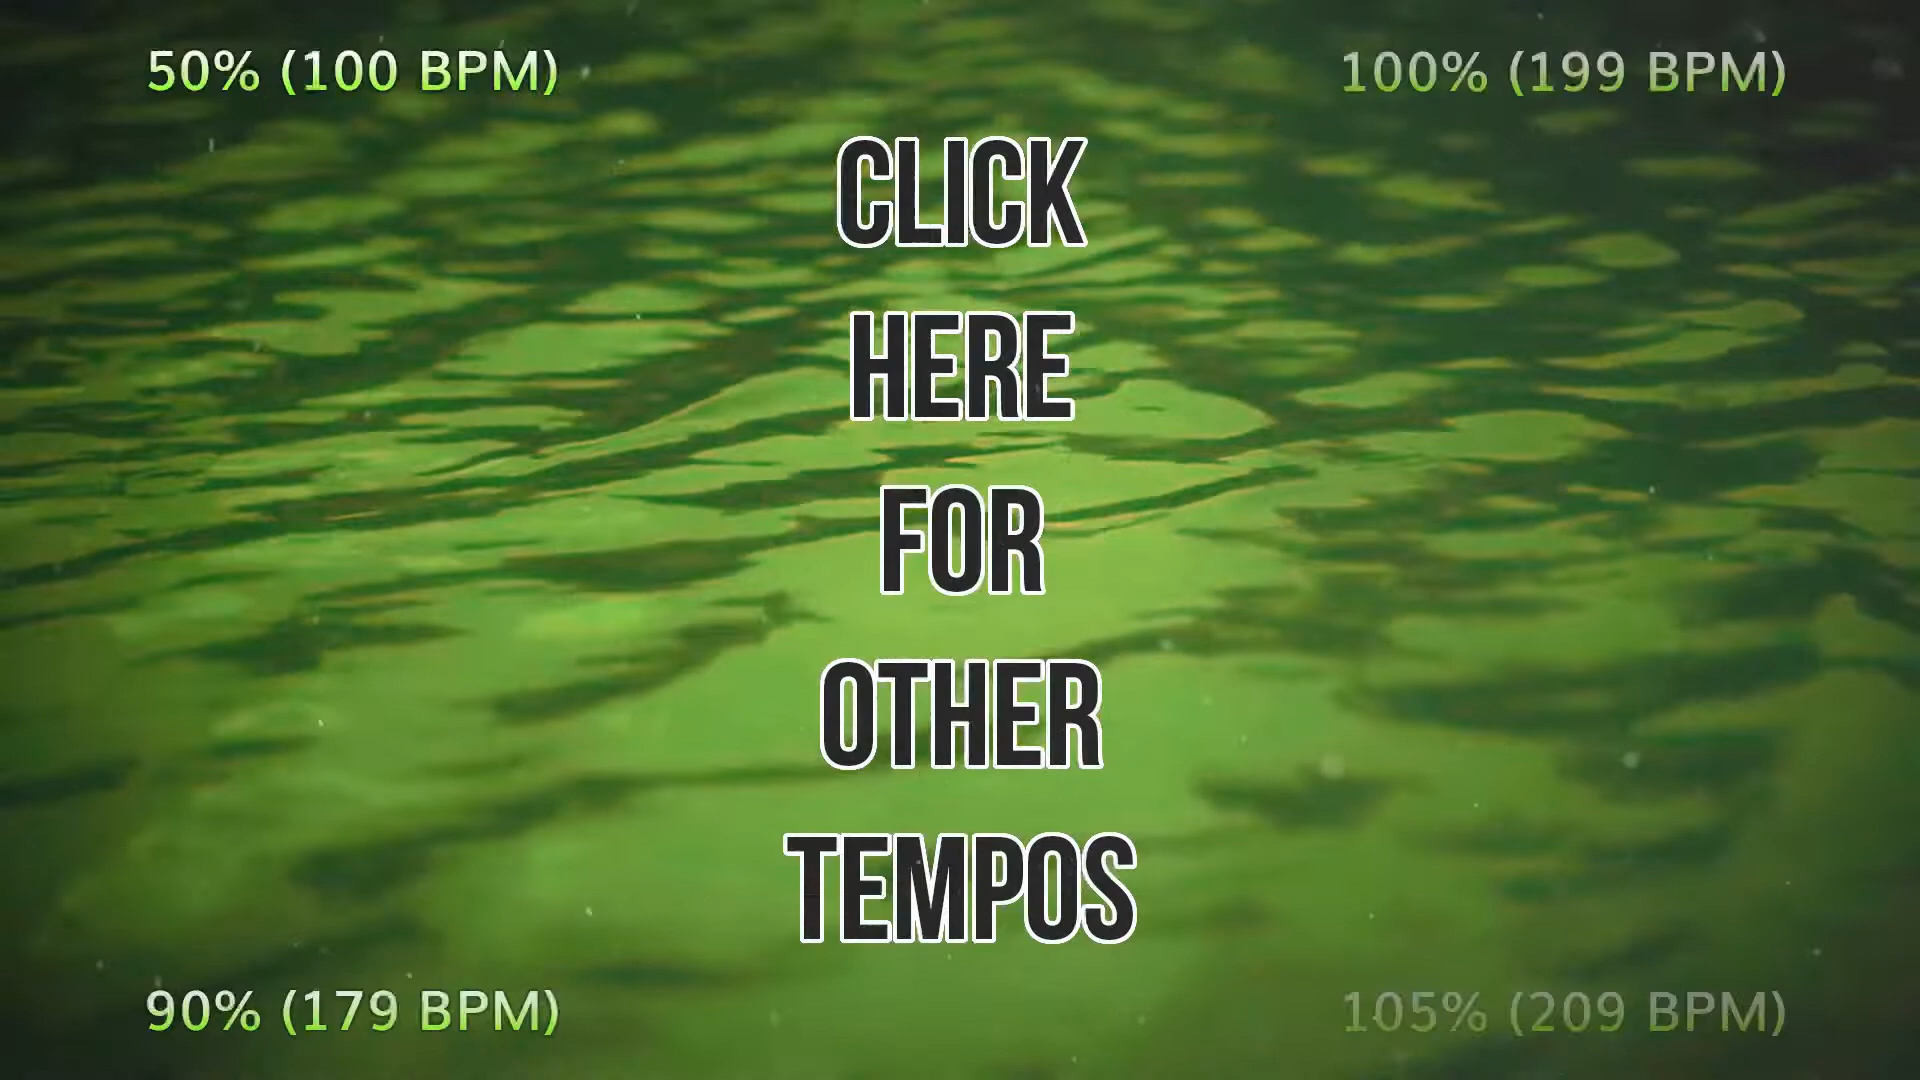 50% (100 BPM)
100% (199 BPM)
CLICK
HERE
FOR
OTHER
TEMPOS
90% (179 BPM)
105% (209 BPM)